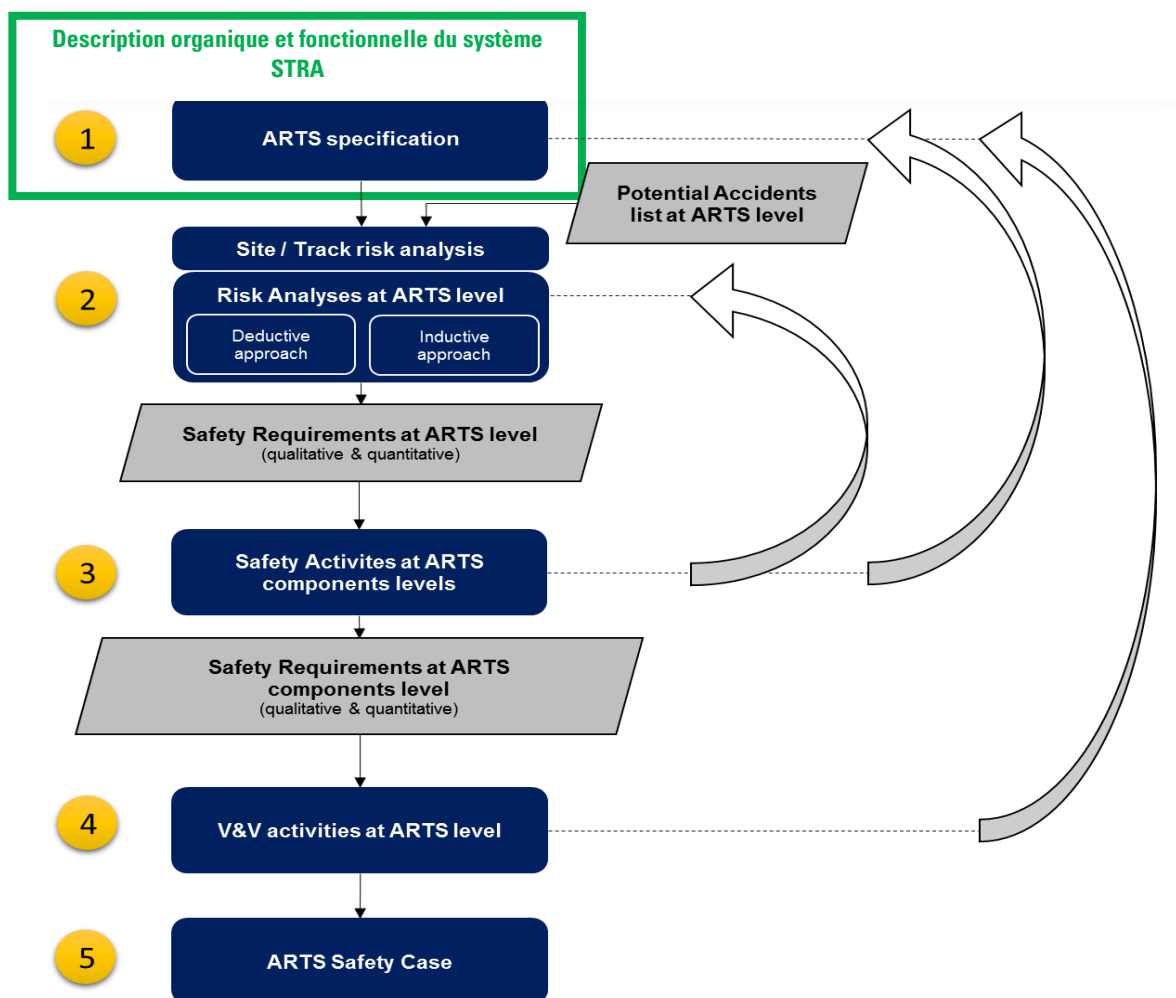 Description organique et fonctionnelle du système
STRA
1
ARTS specification
Potential Accidents
list at ARTS level
Site / Track risk analysis
2
Risk Analyses at ARTS level
Deductive
approach
Inductive
approach
Safety Requirements at ARTS level
(qualitative & quantitative)
3
Safety Activites at ARTS
components levels
Safety Requirements at ARTS
components level
(qualitative & quantitative)
4
V&V activities at ARTS level
5
ARTS Safety Case